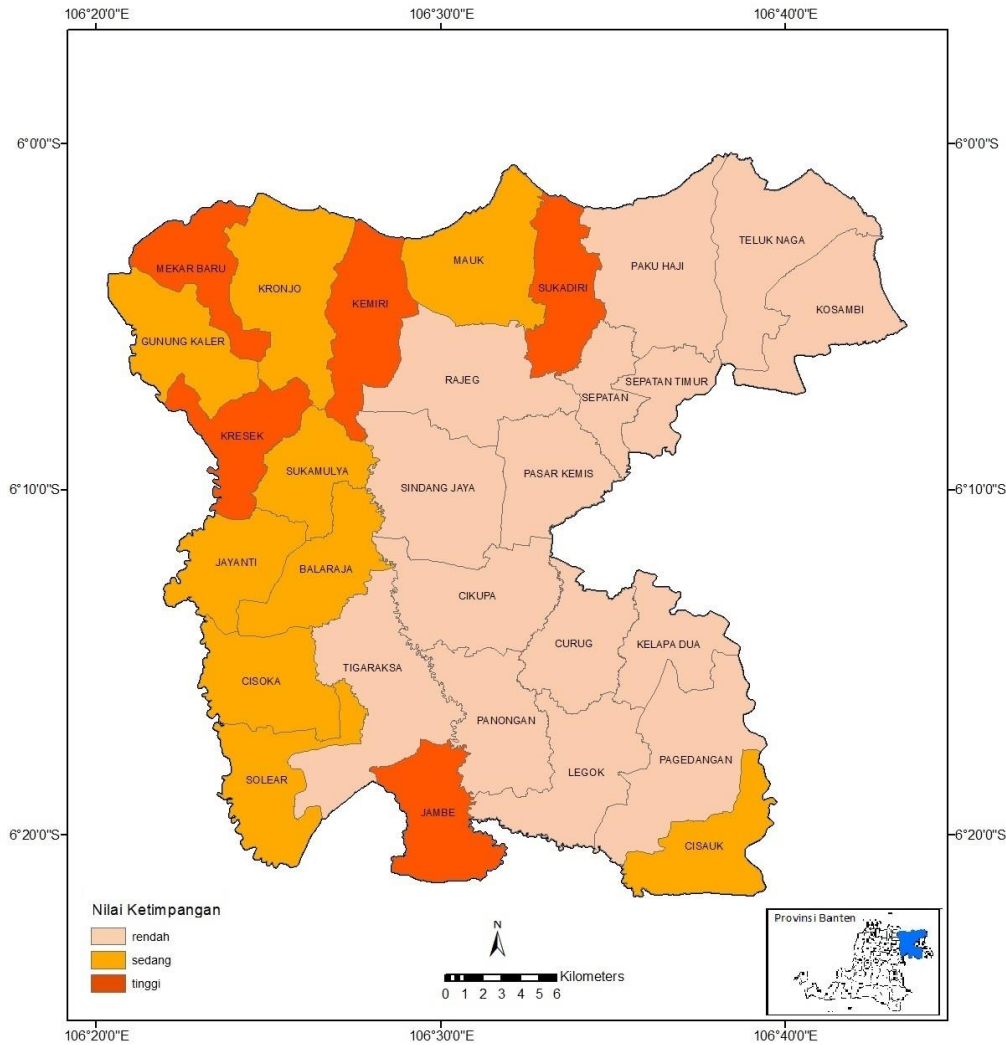 106°20'0"E 106°30'0"E 106°40'0"E
6°0'0"S 6°0'0"S
TELUK NAGA
MAUK
PAKU HAJI
MEKAR BARU
KRONJO
SUKADIRI
KEMIRI
KOSAMBI
GUNUNG KALER
RAJEG
SEPATAN TIMUR
SEPATAN
KRESEK
SUKAMULYA
PASAR KEMIS
SINDANG JAYA
6°10'0"S 6°10'0"S
JAYANTI
BALARAJA
CIKUPA
CURUG
KELAPA DUA
TIGARAKSA
CISOKA
PANONGAN
PAGEDANGAN
LEGOK
SOLEAR
JAMBE
6°20'0"S 6°20'0"S
CISAUK
Nilai Ketimpangan
rendah
sedang
tinggi
N
Kilometers
0 1 2 3 4 5 6
Provinsi Banten
106°20'0"E 106°30'0"E 106°40'0"E